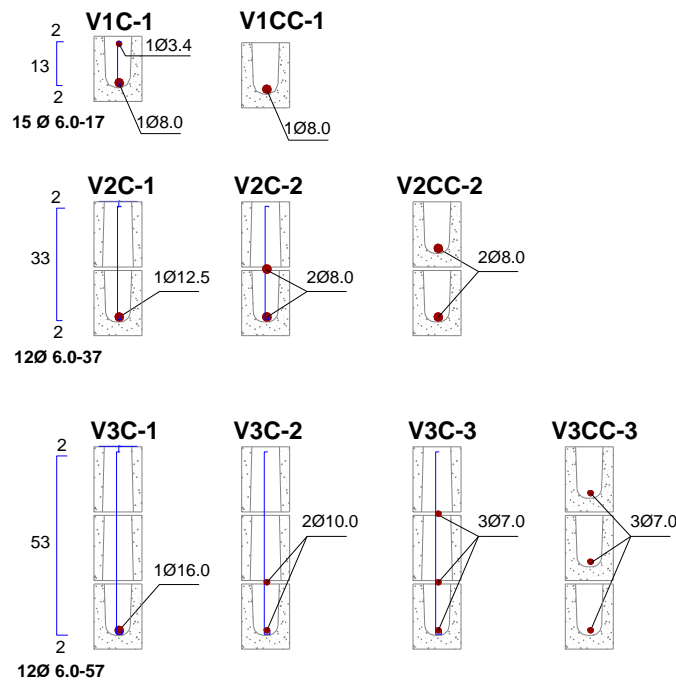 V1C-1
V1CC-1
2
1Ø3.4
13
2
15 Ø 6.0-17
1Ø8.0
1Ø8.0
V2C-1
V2C-2
V2CC-2
2
33
1Ø12.5
2Ø8.0
2Ø8.0
2
12Ø 6.0-37
V3C-1
V3C-2
V3C-3
V3CC-3
2
53
2Ø10.0
3Ø7.0
3Ø7.0
1Ø16.0
2
12Ø 6.0-57